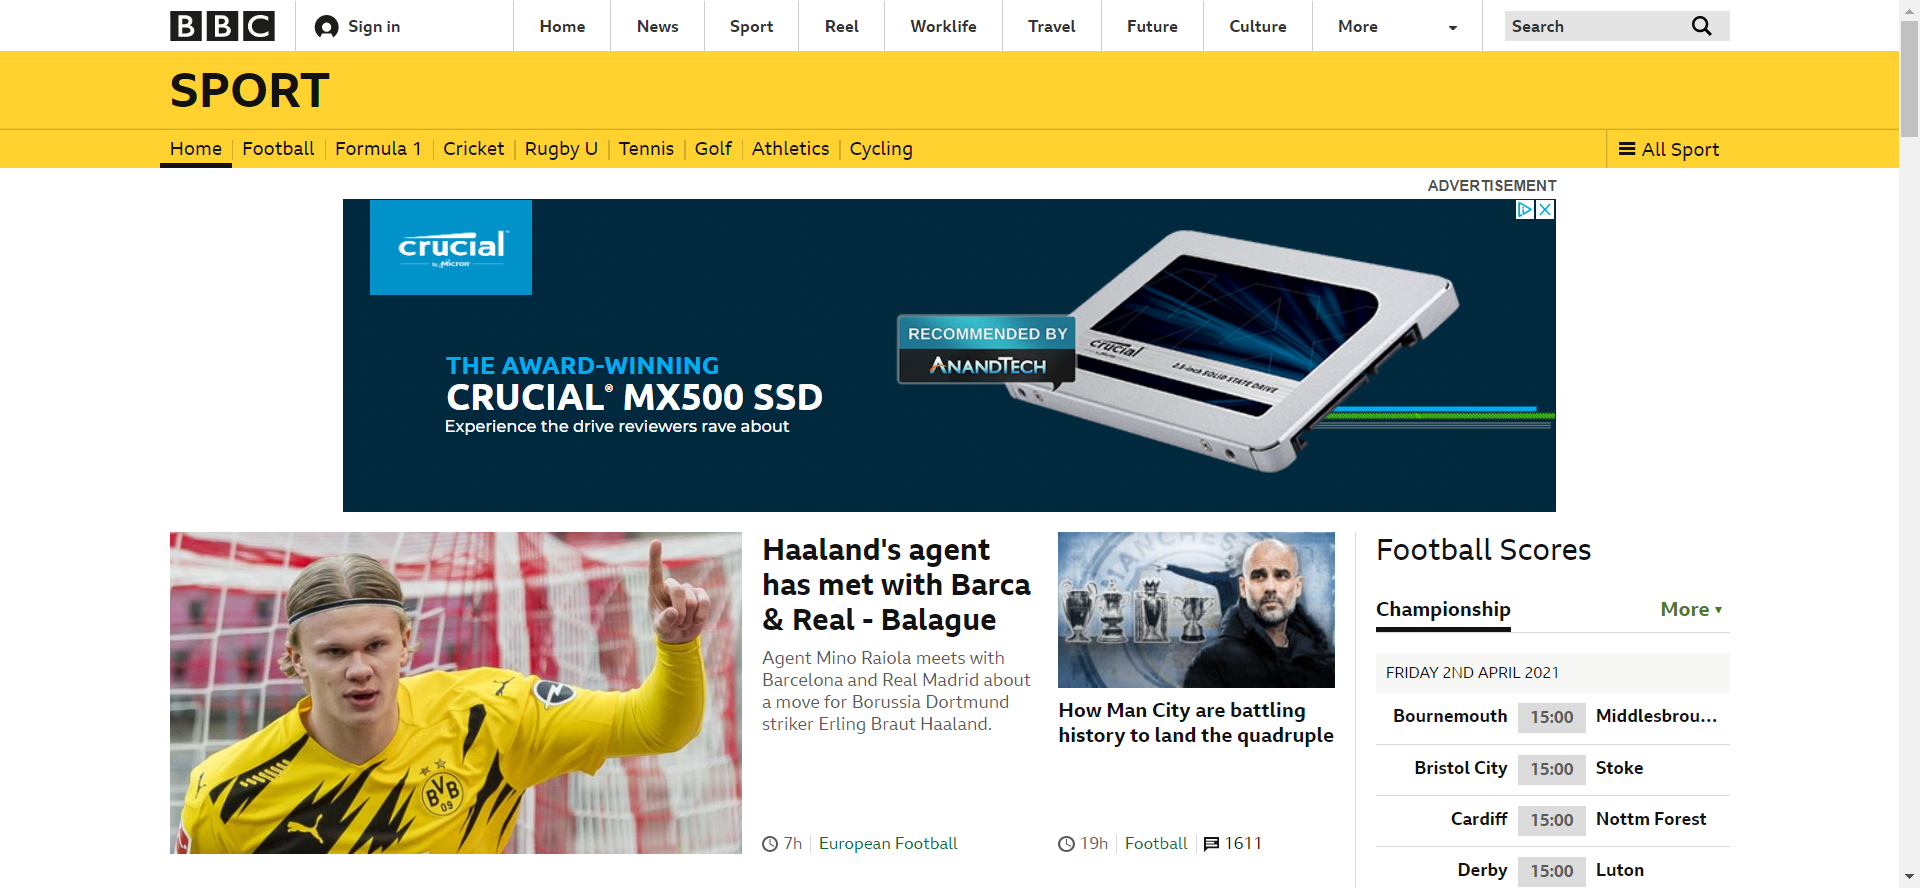 BBC
Sign in
Home
News
Sport
Reel
Worklife
Travel
Future
Culture
More
Search
SPORT
Home
Football
Formula 1
Cricket
Rugby U
Tennis
Golf
Athletics
Cycling
All Sport
ADVERTISEMENT
crucial
by Micron
THE AWARD-WINNING
CRUCIAL® MX500 SSD
Experience the drive reviewers rave about
RECOMMENDED BY
ANANDTECH
crucial
2.5-inch SOLID STATE DRIVE
BVB
09
Haaland's agent
has met with Barca
& Real - Balague
Agent Mino Raiola meets with
Barcelona and Real Madrid about
a move for Borussia Dortmund
striker Erling Braut Haaland.
7h
European Football
MANCHES
How Man City are battling
history to land the quadruple
19h
Football
1611
Football Scores
Championship
More
FRIDAY 2ND APRIL 2021
Bournemouth 15:00 Middlesbrou...
Bristol City 15:00 Stoke
Cardiff 15:00 Nottm Forest
Derby 15:00 Luton